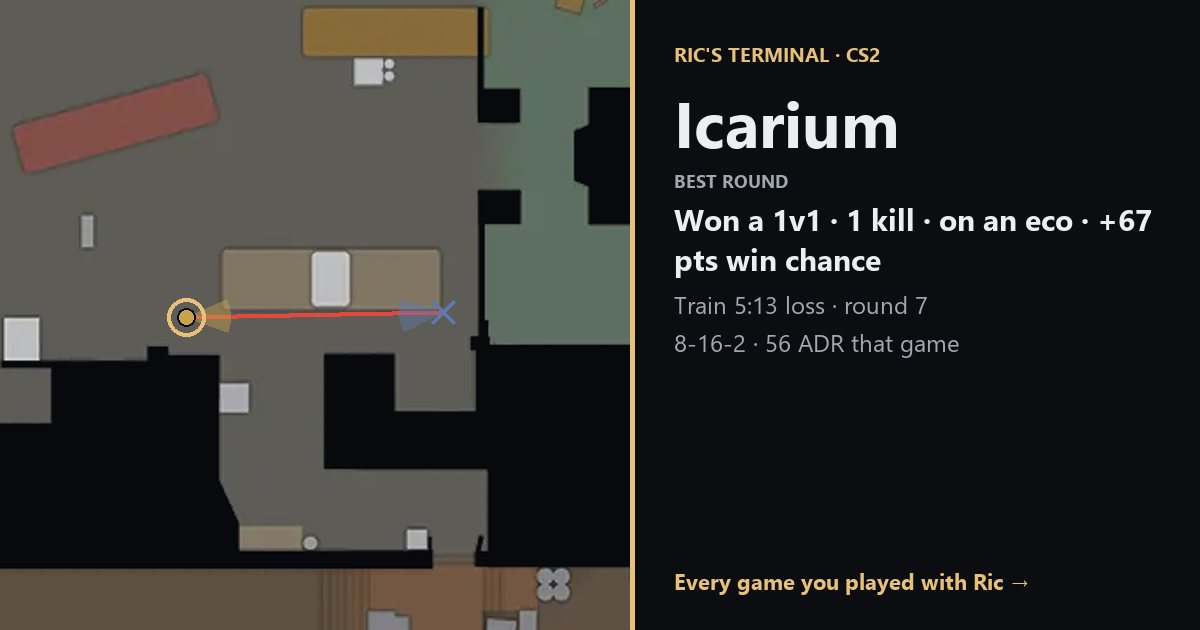 RIC'S TERMINAL · CS2
Icarium
BEST ROUND
Won a 1v1 · 1 kill · on an eco · +67
pts win chance
Train 5:13 loss · round 7
8-16-2 · 56 ADR that game
Every game you played with Ric →